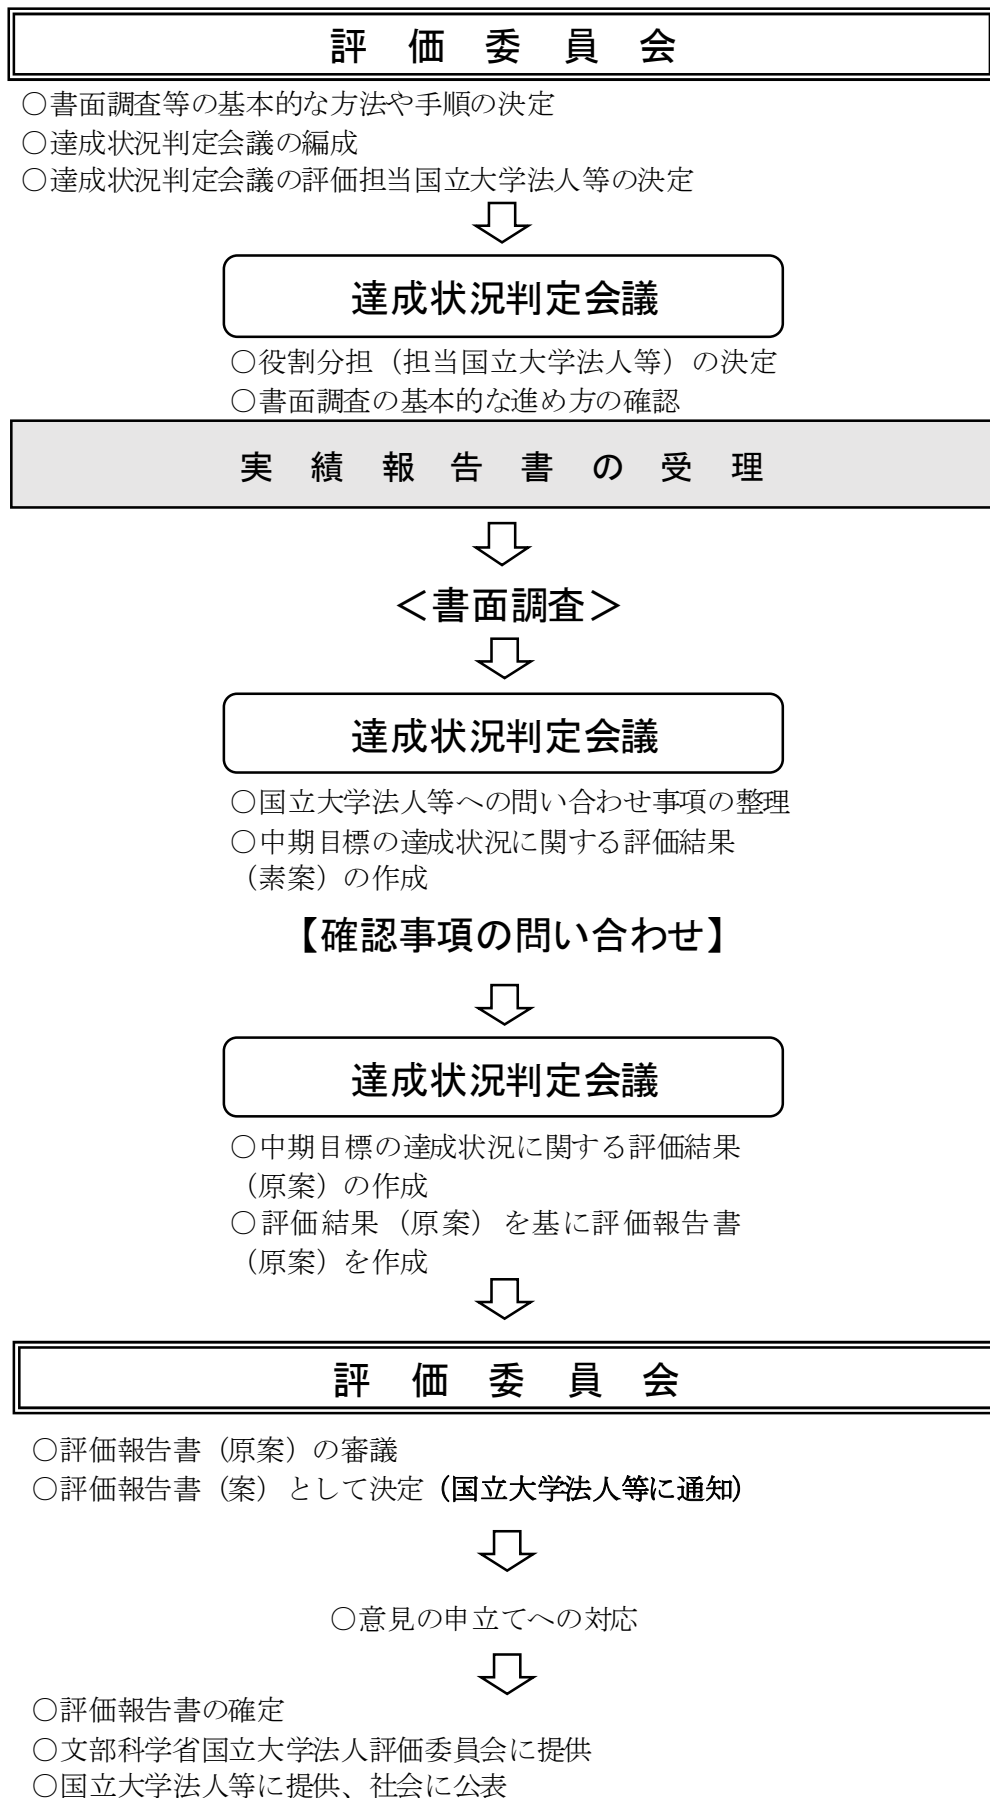 評価委員会
○書面調査等の基本的な方法や手順の決定
○達成状況判定会議の編成
○達成状況判定会議の評価担当国立大学法人等の決定
達成状況判定会議
○役割分担（担当国立大学法人等）の決定
○書面調査の基本的な進め方の確認
実績報告書の受理
＜書面調査＞
達成状況判定会議
○国立大学法人等への問い合わせ事項の整理
○中期目標の達成状況に関する評価結果
（素案）の作成
【確認事項の問い合わせ】
達成状況判定会議
○中期目標の達成状況に関する評価結果
（原案）の作成
○評価結果（原案）を基に評価報告書
（原案）を作成
評価委員会
○評価報告書（原案）の審議
○評価報告書（案）として決定（国立大学法人等に通知）
○意見の申立てへの対応
○評価報告書の確定
○文部科学省国立大学法人評価委員会に提供
○国立大学法人等に提供、社会に公表